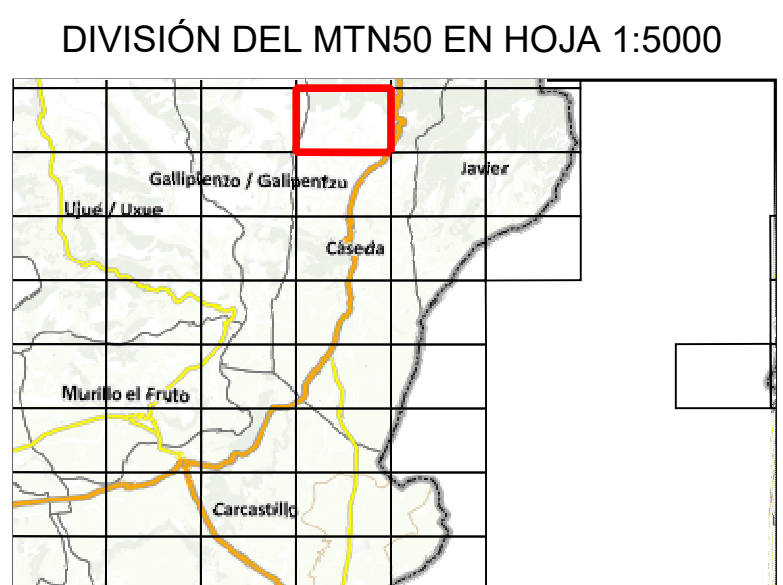 DIVISIÓN DEL MTN50 EN HOJA 1:5000
Javier
Gallipienzo / Galipentzu
Ujué / Uxue
Cáseda
Murillo el Fruto
Carcastillo